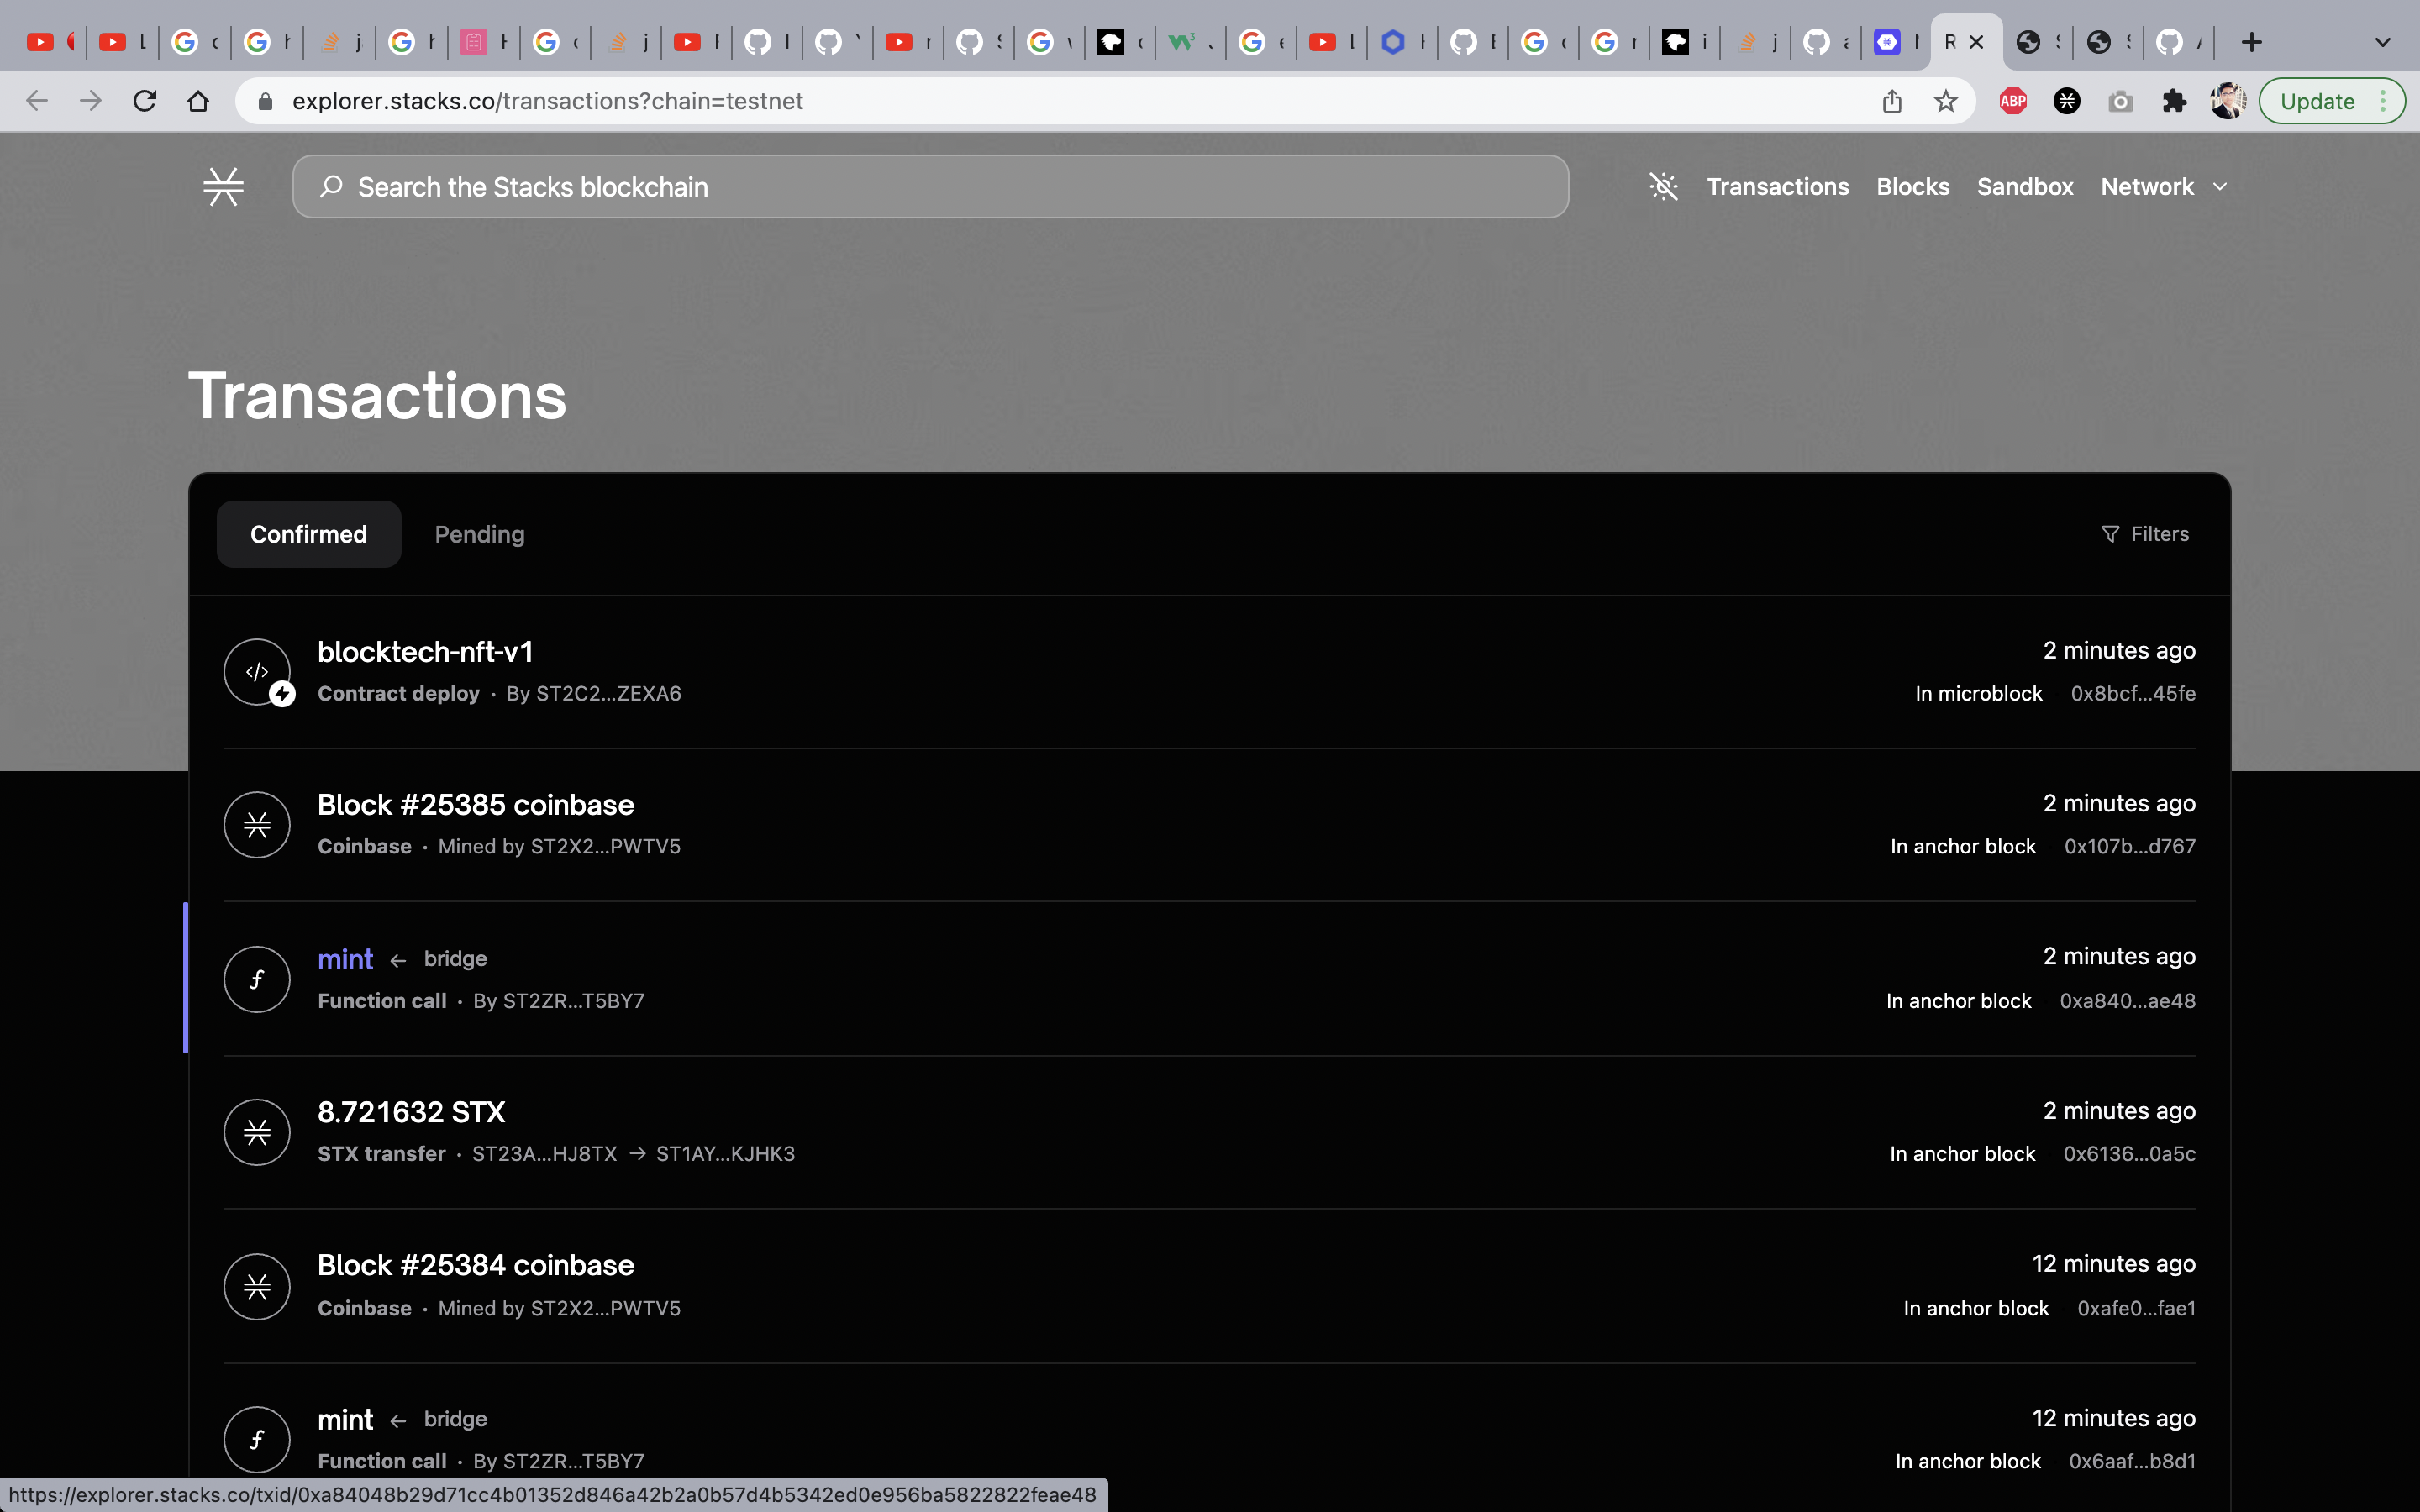 explorer.stacks.co/transactions?chain=testnet
ABP
Update
Search the Stacks blockchain
Transactions Blocks Sandbox Network
Transactions
Confirmed Pending Filters
blocktech-nft-v1 2 minutes ago
Contract deploy · By ST2C2...ZEXA6 In microblock 0x8bcf...45fe
Block #25385 coinbase 2 minutes ago
Coinbase · Mined by ST2X2...PWTV5 In anchor block 0x107b...d767
mint ← bridge 2 minutes ago
Function call · By ST2ZR...T5BY7 In anchor block 0xa840...ae48
8.721632 STX 2 minutes ago
STX transfer · ST23A...HJ8TX → ST1AY...KJHK3 In anchor block 0x6136...0a5c
Block #25384 coinbase 12 minutes ago
Coinbase · Mined by ST2X2...PWTV5 In anchor block 0xafe0...fae1
mint ← bridge 12 minutes ago
Function call · By ST2ZR...T5BY7 In anchor block 0x6aaf...b8d1
https://explorer.stacks.co/txid/0xa84048b29d71cc4b01352d846a42b2a0b57d4b5342ed0e956ba5822822feae48